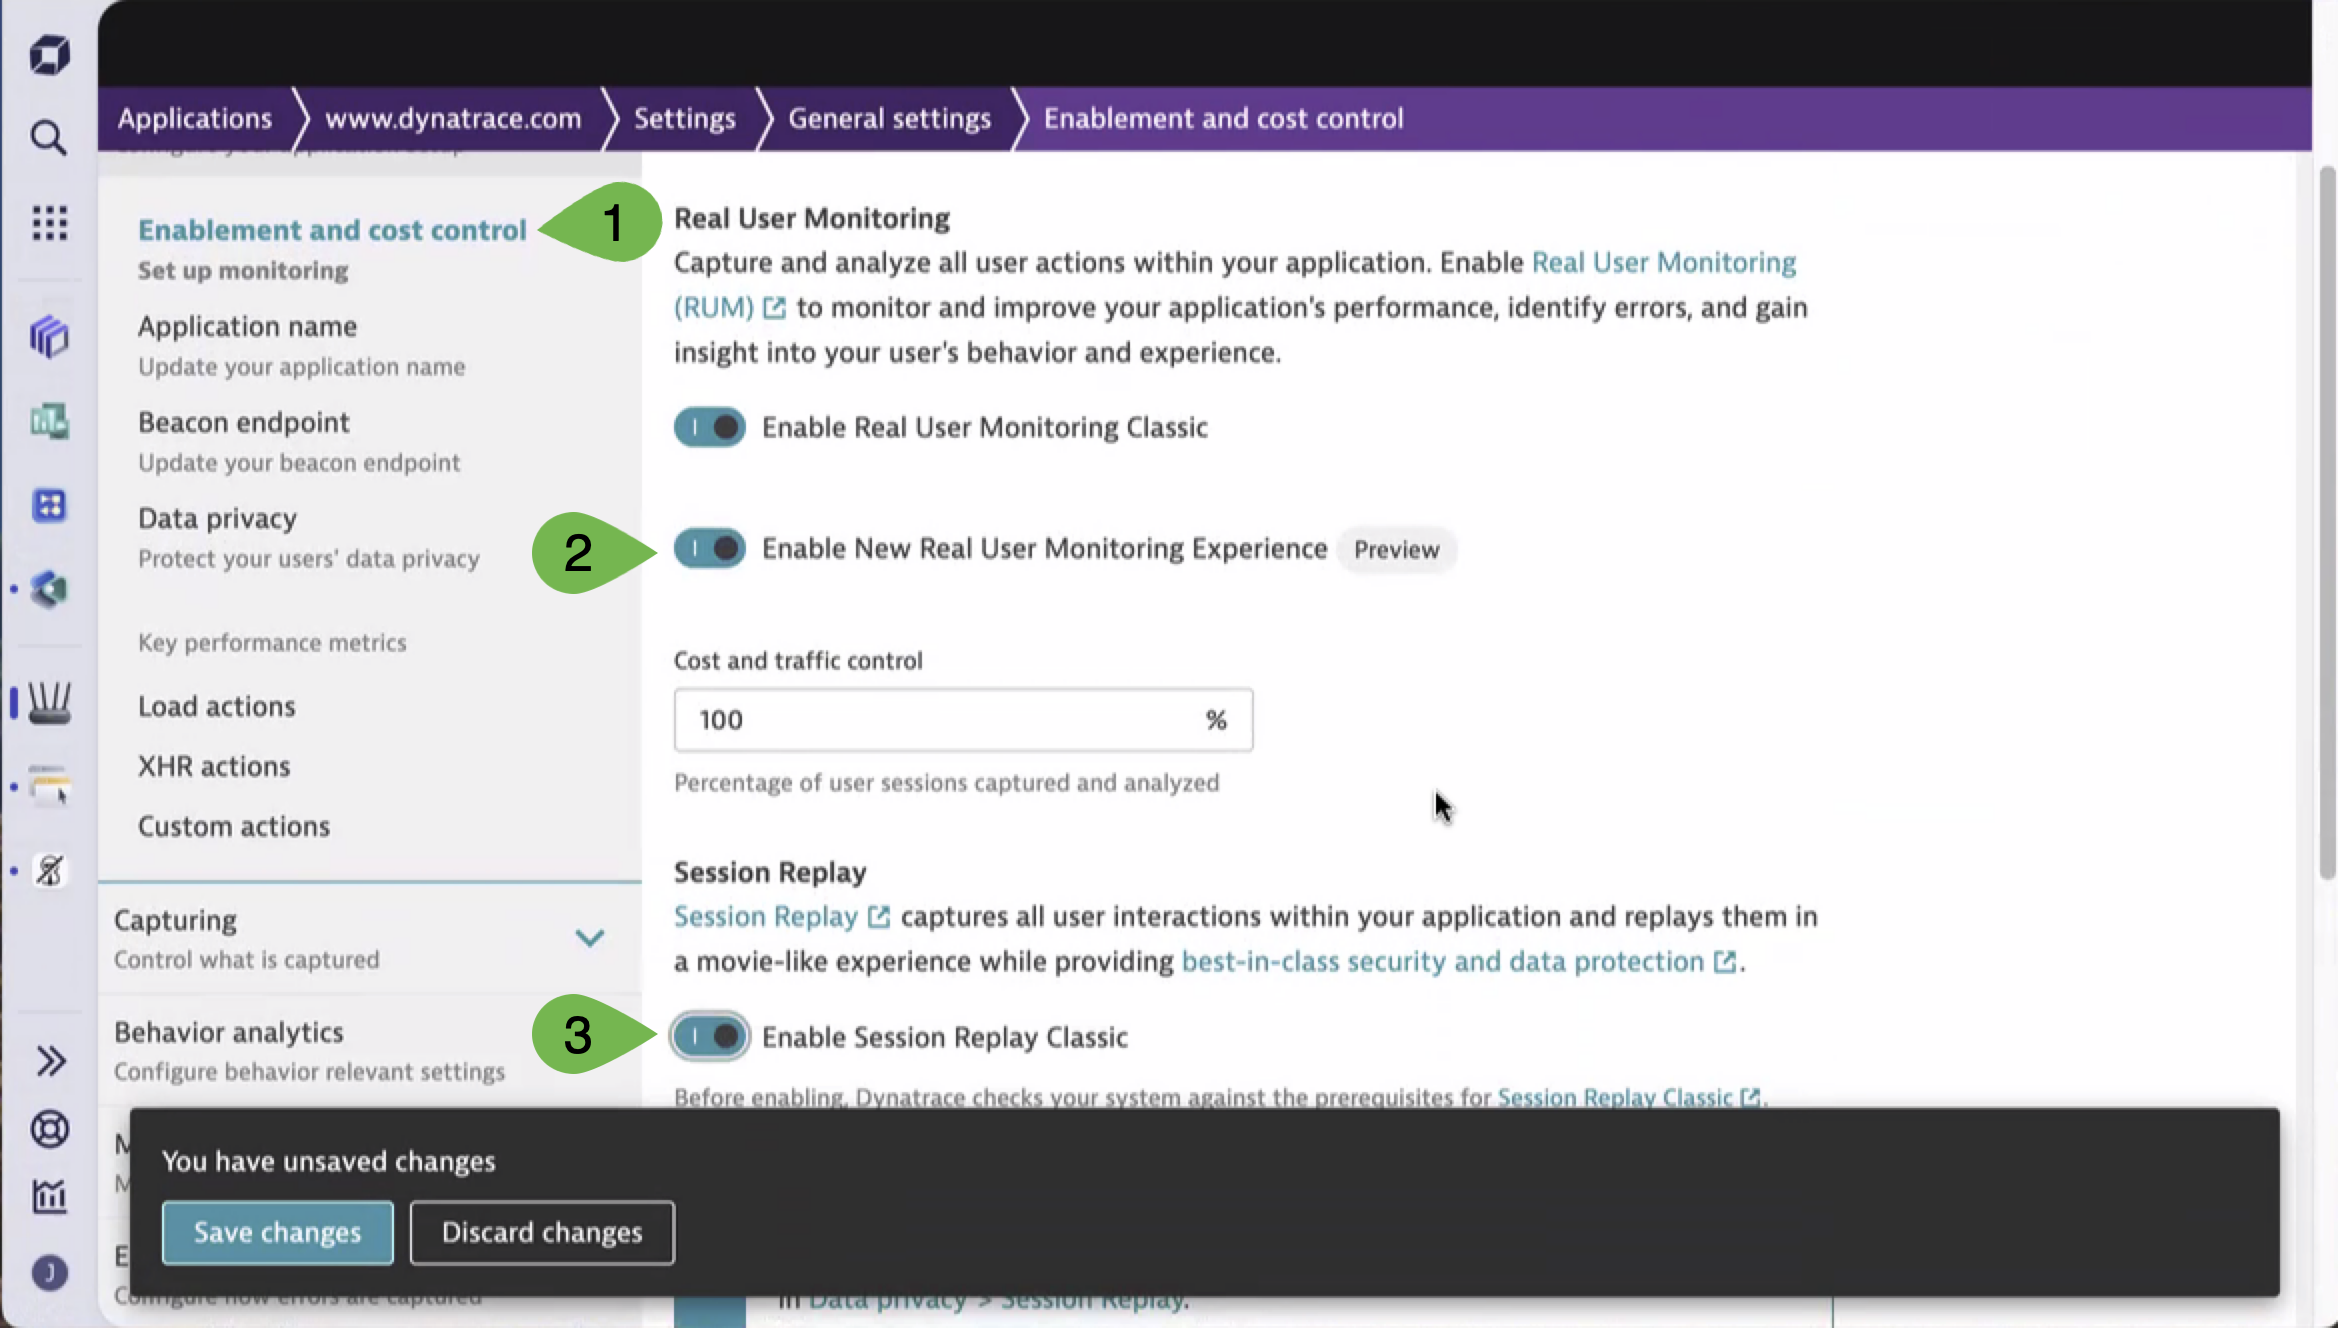 Applications
www.dynatrace.com
Settings
General settings
Enablement and cost control
Enablement and cost control
Set up monitoring
Application name
Update your application name
Beacon endpoint
Update your beacon endpoint
Data privacy
Protect your users' data privacy
Key performance metrics
Load actions
XHR actions
Custom actions
Capturing
Control what is captured
Behavior analytics
Configure behavior relevant settings
M
M
E
Configure how errors are captured
1
Real User Monitoring
Capture and analyze all user actions within your application. Enable Real User Monitoring
(RUM) to monitor and improve your application's performance, identify errors, and gain
insight into your user's behavior and experience.
Enable Real User Monitoring Classic
2
Enable New Real User Monitoring Experience Preview
Cost and traffic control
100 %
Percentage of user sessions captured and analyzed
Session Replay
Session Replay captures all user interactions within your application and replays them in
a movie-like experience while providing best-in-class security and data protection.
3
Enable Session Replay Classic
Before enabling, Dynatrace checks your system against the prerequisites for Session Replay Classic.
You have unsaved changes
Save changes
Discard changes
in Data privacy > Session Replay.
J